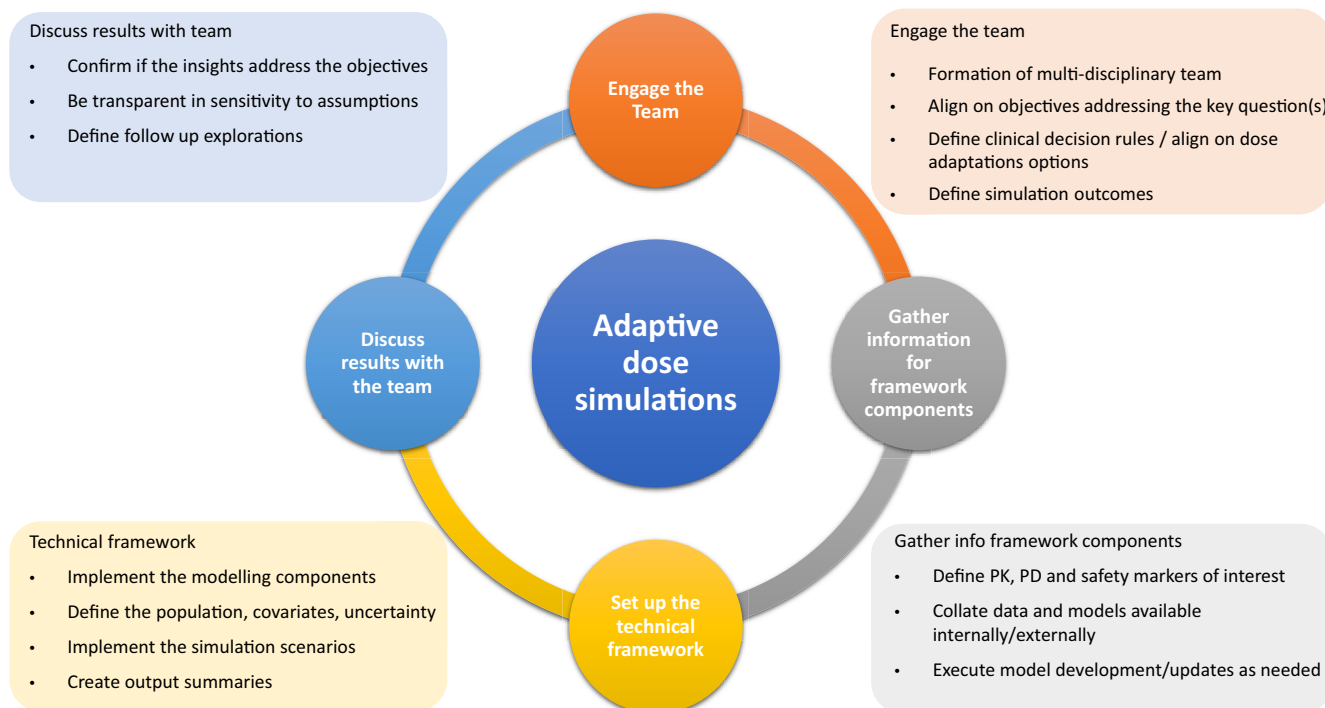 Discuss results with team
• Confirm if the insights address the objectives
• Be transparent in sensitivity to assumptions
• Define follow up explorations
Engage the
Team
Engage the team
• Formation of multi-disciplinary team
• Align on objectives addressing the key question(s)
• Define clinical decision rules / align on dose
adaptations options
• Define simulation outcomes
Discuss
results with
the team
Adaptive
dose
simulations
Gather
information
for
framework
components
Technical framework
• Implement the modelling components
• Define the population, covariates, uncertainty
• Implement the simulation scenarios
• Create output summaries
Set up the
technical
framework
Gather info framework components
• Define PK, PD and safety markers of interest
• Collate data and models available
internally/externally
• Execute model development/updates as needed